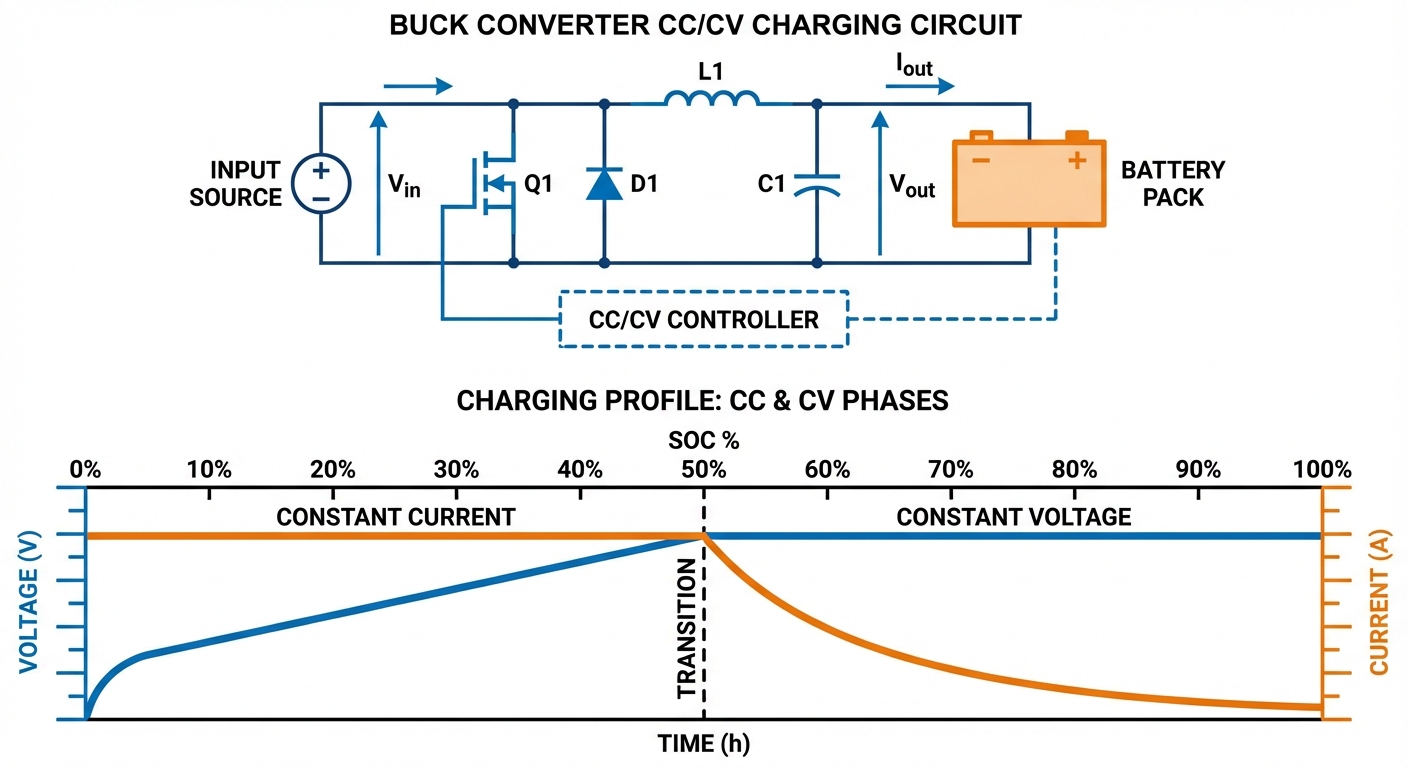 BUCK CONVERTER CC/CV CHARGING CIRCUIT
L1
Iout
INPUT
SOURCE
+
−
Vin
Q1
D1
C1
Vout
−
+
BATTERY
PACK
CC/CV CONTROLLER
CHARGING PROFILE: CC & CV PHASES
SOC %
0% 10% 20% 30% 40% 50% 60% 70% 80% 90% 100%
CONSTANT CURRENT
CONSTANT VOLTAGE
VOLTAGE (V)
TRANSITION
CURRENT (A)
TIME (h)